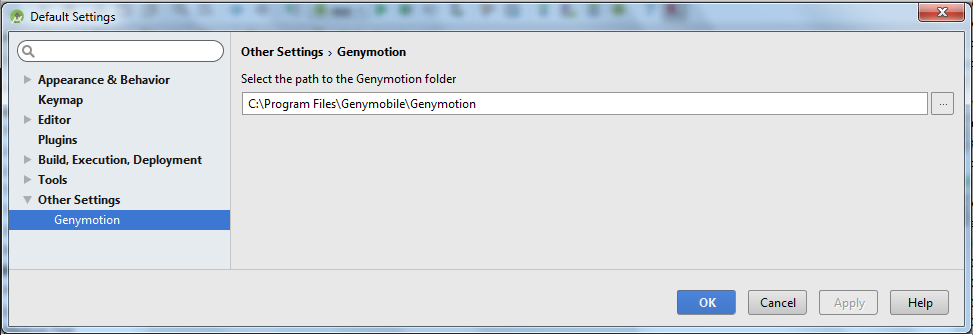 Default Settings
Appearance & Behavior
Keymap
Editor
Plugins
Build, Execution, Deployment
Tools
Other Settings
Genymotion
Other Settings › Genymotion
Select the path to the Genymotion folder
C:\Program Files\Genymobile\Genymotion
...
OK
Cancel
Apply
Help